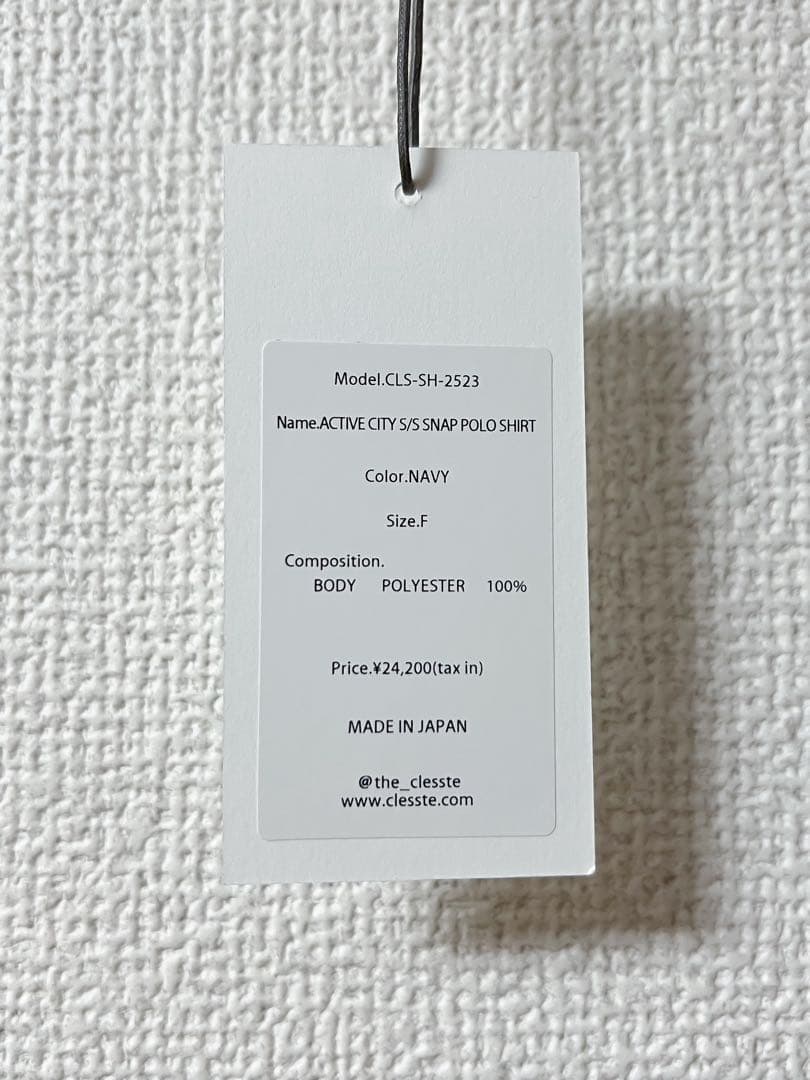 Model.CLS-SH-2523
Name.ACTIVE CITY S/S SNAP POLO SHIRT
Color.NAVY
Size.F
Composition.
BODY POLYESTER 100%
Price.¥24,200(tax in)
MADE IN JAPAN
@the_clesste
www.clesste.com